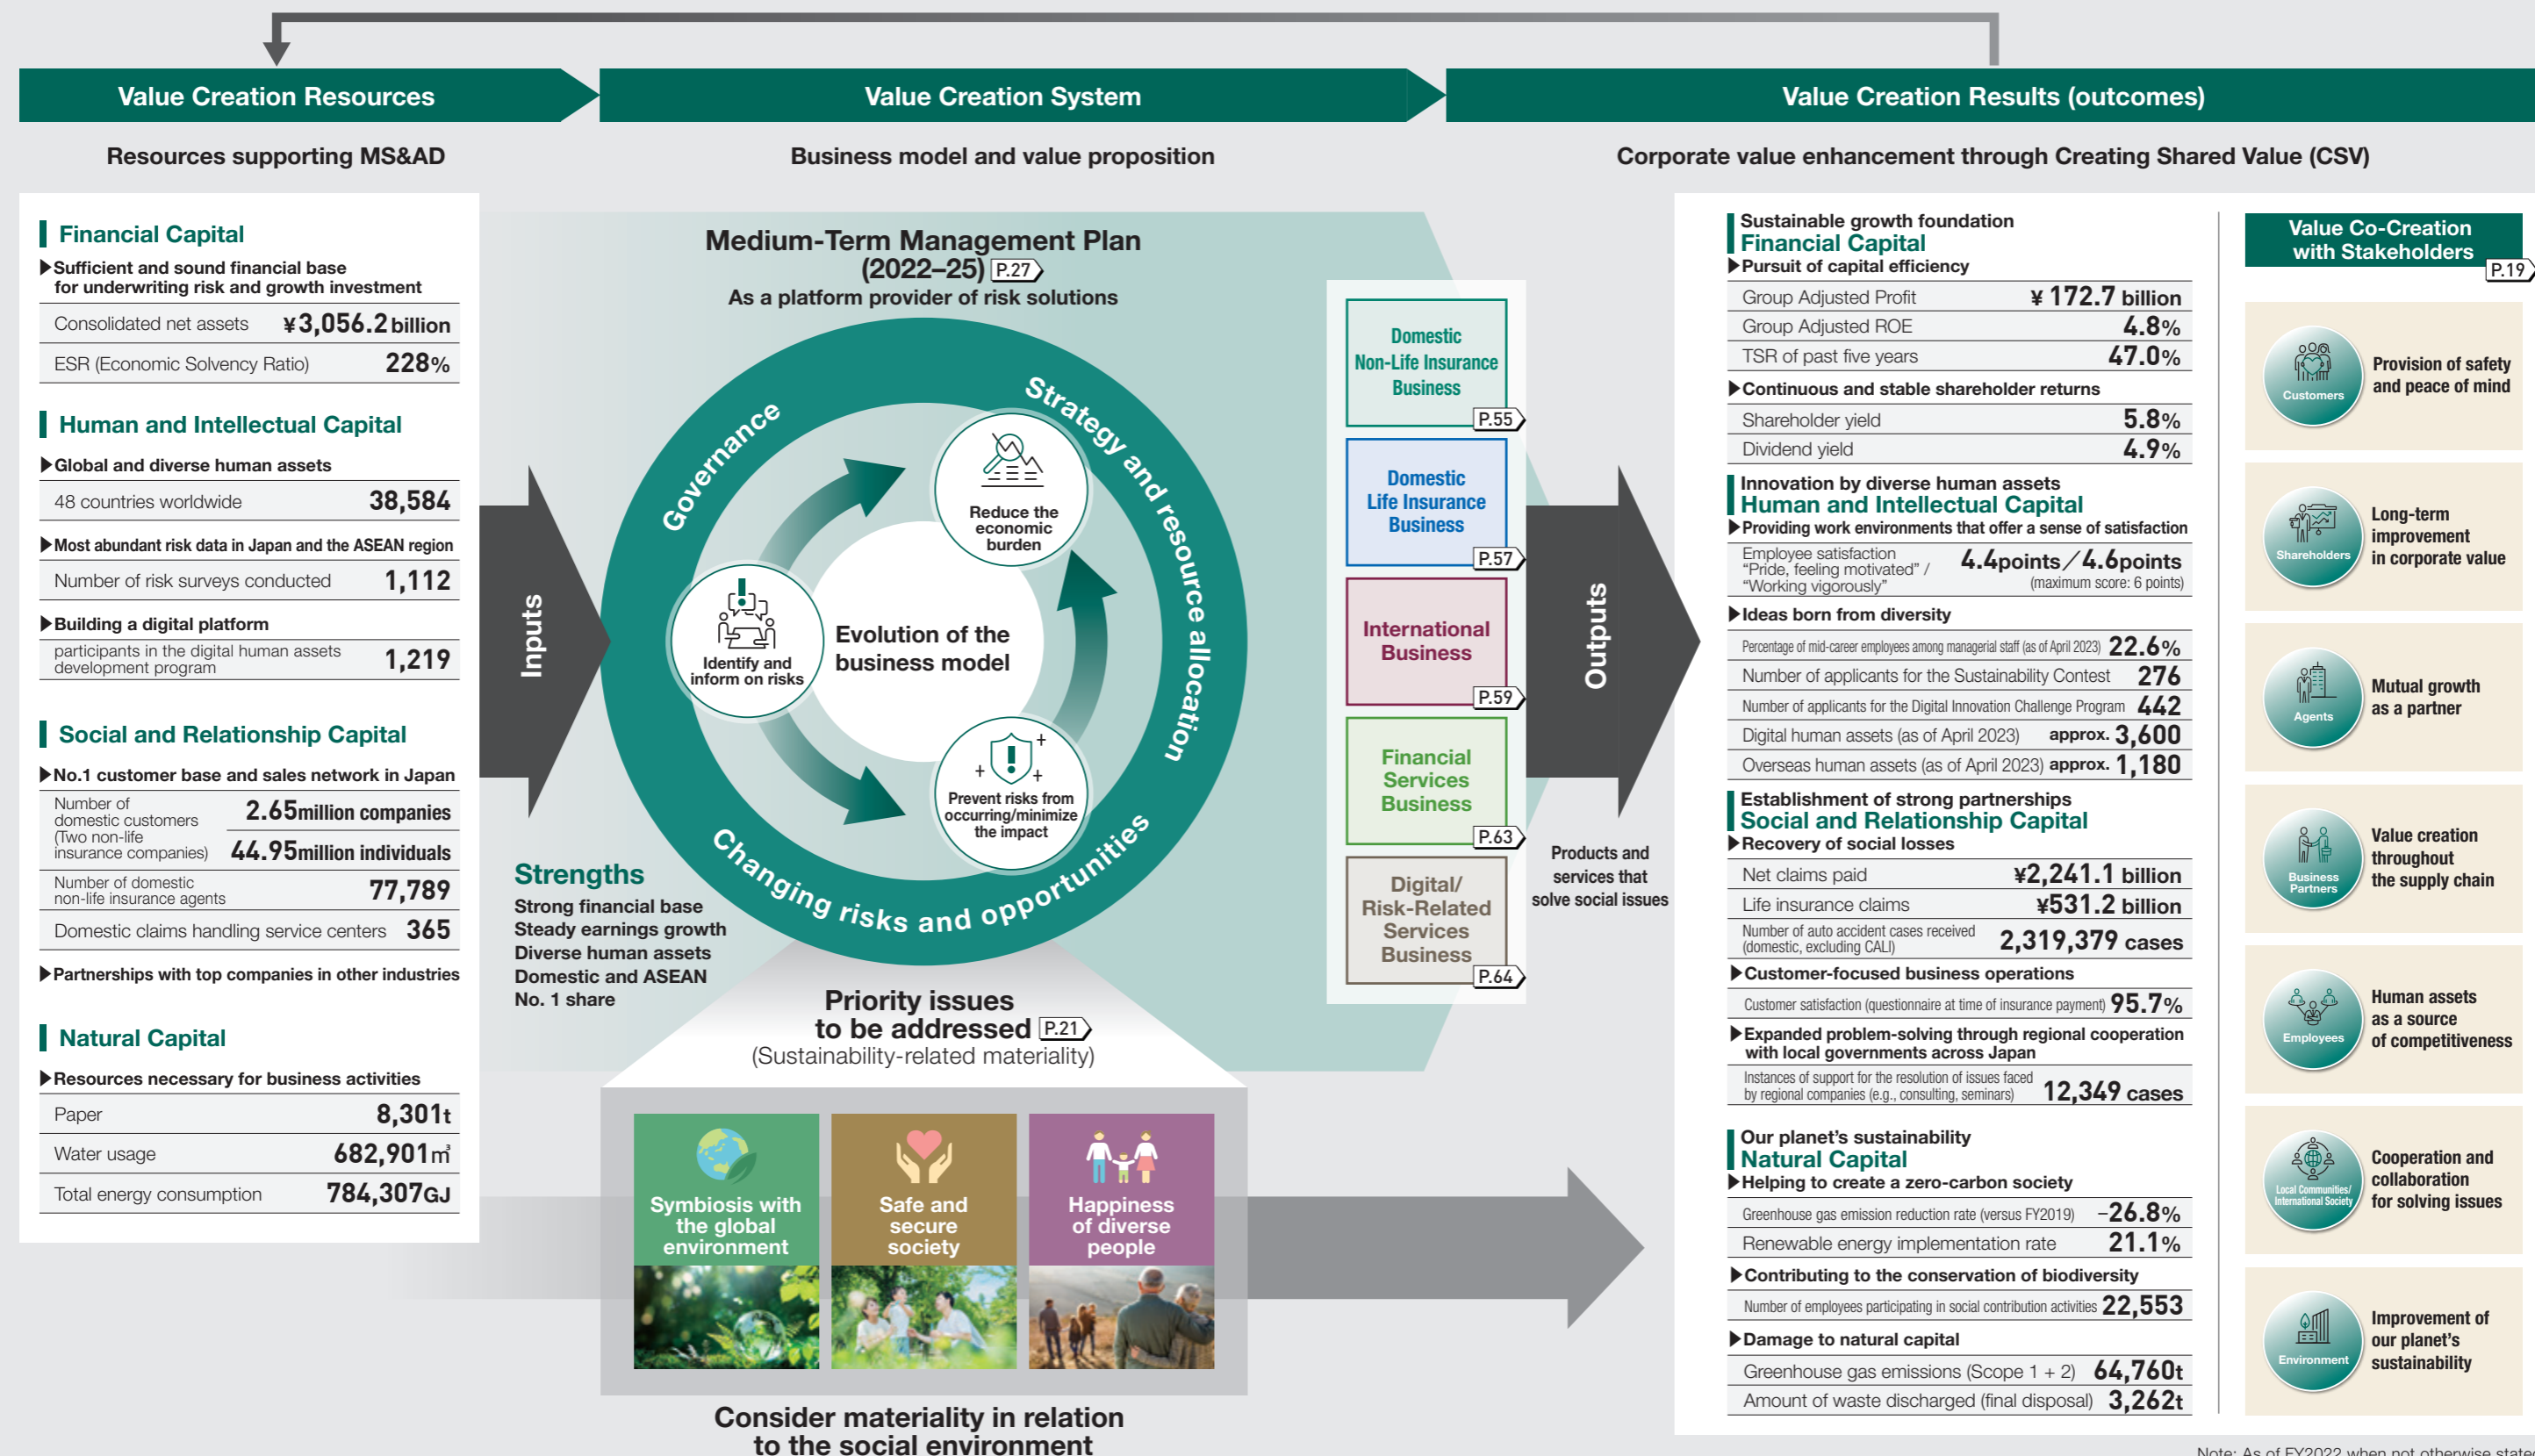 Value Creation Resources
Value Creation System
Value Creation Results (outcomes)
Resources supporting MS&AD
Business model and value proposition
Corporate value enhancement through Creating Shared Value (CSV)
Financial Capital
Sufficient and sound financial base
for underwriting risk and growth investment
Consolidated net assets ¥3,056.2 billion
ESR (Economic Solvency Ratio) 228%
Human and Intellectual Capital
Global and diverse human assets
48 countries worldwide 38,584
Most abundant risk data in Japan and the ASEAN region
Number of risk surveys conducted 1,112
Building a digital platform
participants in the digital human assets
development program 1,219
Social and Relationship Capital
No.1 customer base and sales network in Japan
Number of
domestic customers
(Two non-life
insurance companies)
2.65million companies
44.95million individuals
Number of domestic
non-life insurance agents 77,789
Domestic claims handling service centers 365
Partnerships with top companies in other industries
Natural Capital
Resources necessary for business activities
Paper 8,301t
Water usage 682,901㎥
Total energy consumption 784,307GJ
Inputs
Medium-Term Management Plan
(2022–25) P.27
As a platform provider of risk solutions
Governance
Strategy and resource allocation
Changing risks and opportunities
Reduce the
economic
burden
Identify and
inform on risks
Evolution of the
business model
Prevent risks from
occurring/minimize
the impact
Strengths
Strong financial base
Steady earnings growth
Diverse human assets
Domestic and ASEAN
No. 1 share
Priority issues
to be addressed P.21
(Sustainability-related materiality)
Symbiosis with
the global
environment
Safe and
secure
society
Happiness
of diverse
people
Consider materiality in relation
to the social environment
Domestic
Non-Life Insurance
Business
P.55
Domestic
Life Insurance
Business
P.57
International
Business
P.59
Financial
Services
Business
P.63
Digital/
Risk-Related
Services
Business
P.64
Outputs
Products and
services that
solve social issues
Sustainable growth foundation
Financial Capital
Pursuit of capital efficiency
Group Adjusted Profit ¥ 172.7 billion
Group Adjusted ROE 4.8%
TSR of past five years 47.0%
Continuous and stable shareholder returns
Shareholder yield 5.8%
Dividend yield 4.9%
Innovation by diverse human assets
Human and Intellectual Capital
Providing work environments that offer a sense of satisfaction
Employee satisfaction
“Pride, feeling motivated” /
“Working vigorously”
4.4points／4.6points
(maximum score: 6 points)
Ideas born from diversity
Percentage of mid-career employees among managerial staff (as of April 2023) 22.6%
Number of applicants for the Sustainability Contest 276
Number of applicants for the Digital Innovation Challenge Program 442
Digital human assets (as of April 2023) approx. 3,600
Overseas human assets (as of April 2023) approx. 1,180
Establishment of strong partnerships
Social and Relationship Capital
Recovery of social losses
Net claims paid ¥2,241.1 billion
Life insurance claims ¥531.2 billion
Number of auto accident cases received
(domestic, excluding CALI) 2,319,379 cases
Customer-focused business operations
Customer satisfaction (questionnaire at time of insurance payment) 95.7%
Expanded problem-solving through regional cooperation
with local governments across Japan
Instances of support for the resolution of issues faced
by regional companies (e.g., consulting, seminars) 12,349 cases
Our planet’s sustainability
Natural Capital
Helping to create a zero-carbon society
Greenhouse gas emission reduction rate (versus FY2019) –26.8%
Renewable energy implementation rate 21.1%
Contributing to the conservation of biodiversity
Number of employees participating in social contribution activities 22,553
Damage to natural capital
Greenhouse gas emissions (Scope 1 + 2) 64,760t
Amount of waste discharged (final disposal) 3,262t
Value Co-Creation
with Stakeholders
P.19
Customers
Provision of safety
and peace of mind
Shareholders
Long-term
improvement
in corporate value
Agents
Mutual growth
as a partner
Business
Partners
Value creation
throughout
the supply chain
Employees
Human assets
as a source
of competitiveness
Local Communities/
International Society
Cooperation and
collaboration
for solving issues
Environment
Improvement of
our planet’s
sustainability
Note: As of FY2022 when not otherwise stated